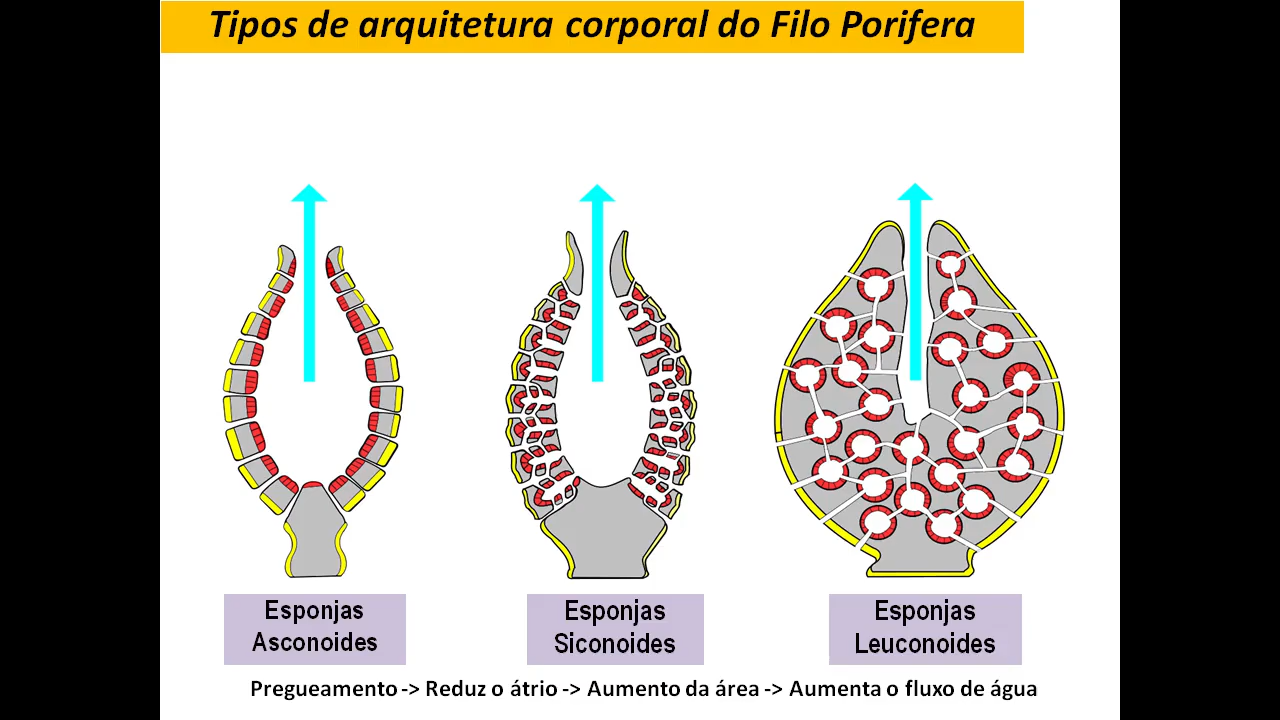 Tipos de arquitetura corporal do Filo Porifera
Esponjas
Asconoides
Esponjas
Siconoides
Esponjas
Leuconoides
Pregueamento -> Reduz o átrio -> Aumento da área -> Aumenta o fluxo de água